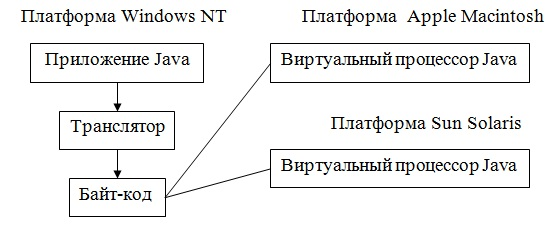 Платформа Windows NT
Приложение Java
Транслятор
Байт-код
Платформа Apple Macintosh
Виртуальный процессор Java
Платформа Sun Solaris
Виртуальный процессор Java